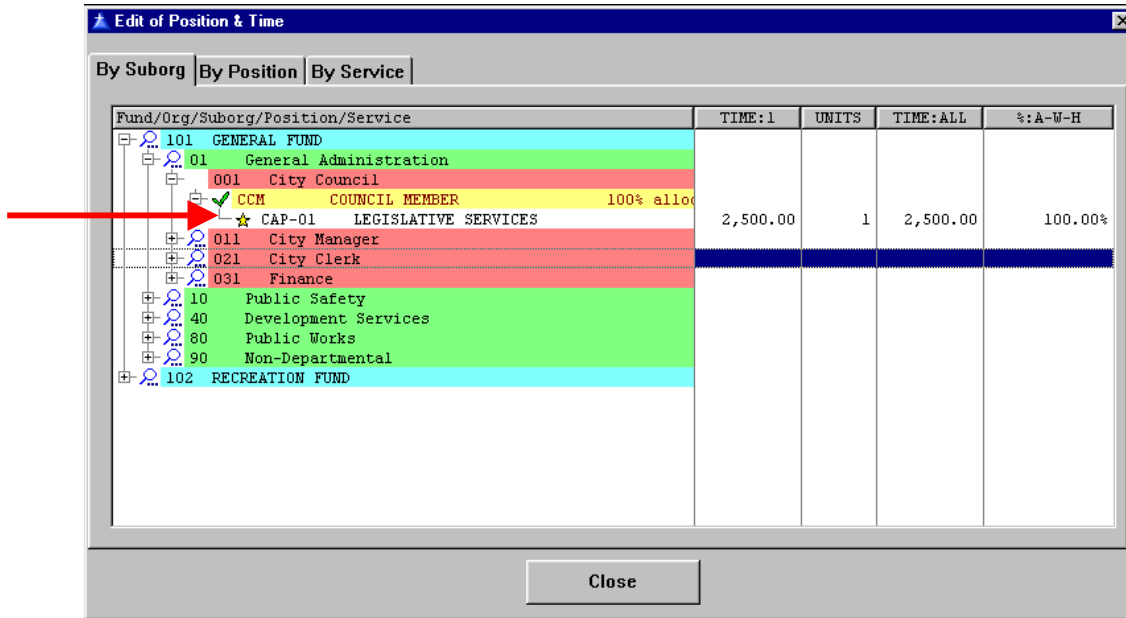 Edit of Position & Time
By Suborg By Position By Service
Fund/Org/Suborg/Position/Service TIME:1 UNITS TIME:ALL %:A-W-H
101 GENERAL FUND
01 General Administration
001 City Council
CCM COUNCIL MEMBER 100% alloc
CAP-01 LEGISLATIVE SERVICES 2,500.00 1 2,500.00 100.00%
011 City Manager
021 City Clerk
031 Finance
10 Public Safety
40 Development Services
80 Public Works
90 Non-Departmental
102 RECREATION FUND
Close